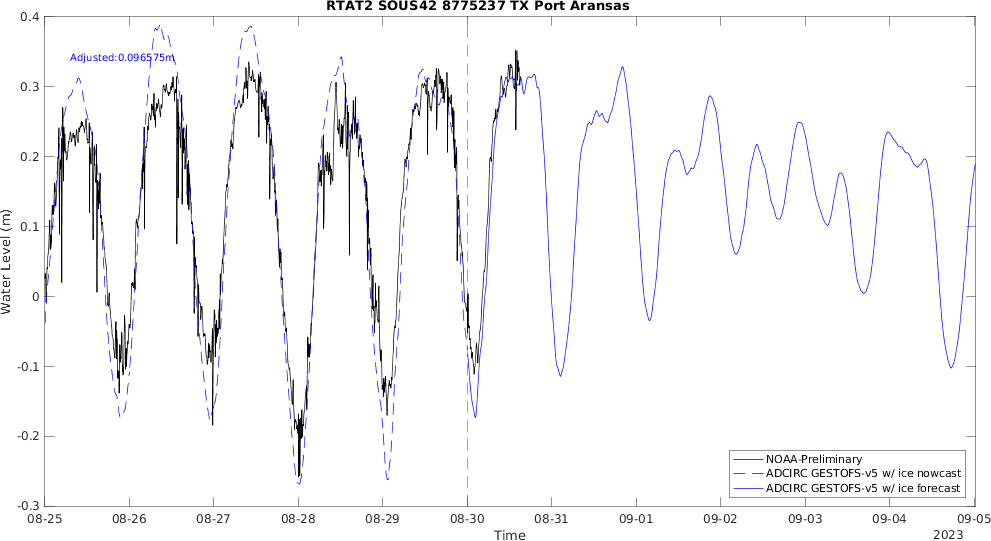 RTAT2 SOUS42 8775237 TX Port Aransas
Adjusted:0.096575m
Water Level (m)
0.4
0.3
0.2
0.1
0
-0.1
-0.2
-0.3
NOAA-Preliminary
ADCIRC GESTOFS-v5 w/ ice nowcast
ADCIRC GESTOFS-v5 w/ ice forecast
08-25 08-26 08-27 08-28 08-29 08-30 08-31 09-01 09-02 09-03 09-04 09-05
Time
2023